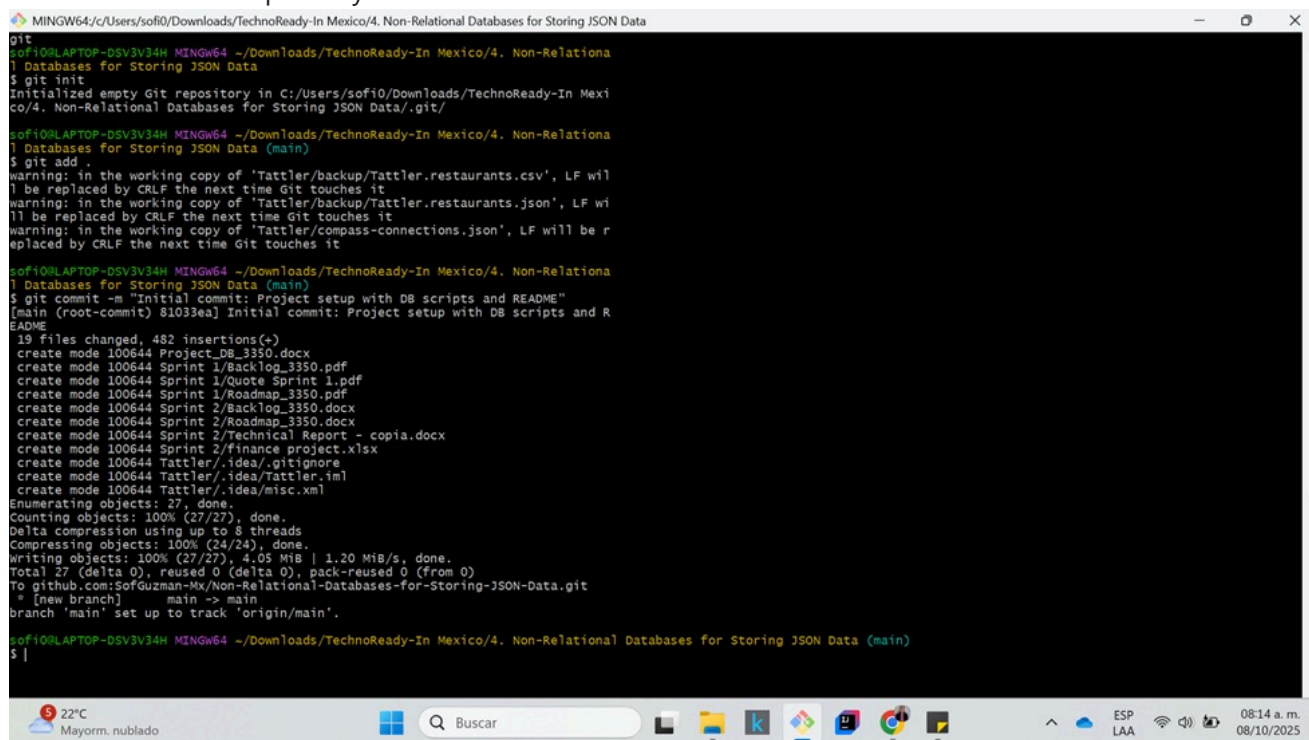 MINGW64:/c/Users/sofi0/Downloads/TechnoReady-In Mexico/4. Non-Relational Databases for Storing JSON Data
git
sofi0@LAPTOP-DSV3V34H MINGW64 ~/Downloads/TechnoReady-In Mexico/4. Non-Relationa
l Databases for Storing JSON Data
$ git init
Initialized empty Git repository in C:/Users/sofi0/Downloads/TechnoReady-In Mexi
co/4. Non-Relational Databases for Storing JSON Data/.git/
sofi0@LAPTOP-DSV3V34H MINGW64 ~/Downloads/TechnoReady-In Mexico/4. Non-Relationa
l Databases for Storing JSON Data (main)
$ git add .
warning: in the working copy of 'Tattler/backup/Tattler.restaurants.csv', LF wil
l be replaced by CRLF the next time Git touches it
warning: in the working copy of 'Tattler/backup/Tattler.restaurants.json', LF wi
ll be replaced by CRLF the next time Git touches it
warning: in the working copy of 'Tattler/compass-connections.json', LF will be r
eplaced by CRLF the next time Git touches it
sofi0@LAPTOP-DSV3V34H MINGW64 ~/Downloads/TechnoReady-In Mexico/4. Non-Relationa
l Databases for Storing JSON Data (main)
$ git commit -m "Initial commit: Project setup with DB scripts and README"
[main (root-commit) 81033ea] Initial commit: Project setup with DB scripts and R
EADME
19 files changed, 482 insertions(+)
create mode 100644 Project_DB_3350.docx
create mode 100644 Sprint 1/Backlog_3350.pdf
create mode 100644 Sprint 1/Quote Sprint 1.pdf
create mode 100644 Sprint 1/Roadmap_3350.pdf
create mode 100644 Sprint 2/Backlog_3350.docx
create mode 100644 Sprint 2/Roadmap_3350.docx
create mode 100644 Sprint 2/Technical Report - copia.docx
create mode 100644 Sprint 2/finance project.xlsx
create mode 100644 Tattler/.idea/.gitignore
create mode 100644 Tattler/.idea/Tattler.iml
create mode 100644 Tattler/.idea/misc.xml
Enumerating objects: 27, done.
Counting objects: 100% (27/27), done.
Delta compression using up to 8 threads
Compressing objects: 100% (24/24), done.
Writing objects: 100% (27/27), 4.05 MiB | 1.20 MiB/s, done.
Total 27 (delta 0), reused 0 (delta 0), pack-reused 0 (from 0)
To github.com:SofGuzman-Mx/Non-Relational-Databases-for-Storing-JSON-Data.git
* [new branch] main -> main
branch 'main' set up to track 'origin/main'.
sofi0@LAPTOP-DSV3V34H MINGW64 ~/Downloads/TechnoReady-In Mexico/4. Non-Relational Databases for Storing JSON Data (main)
$
5
22°C
Mayorm. nublado
Buscar
k
ESP
LAA
08:14 a. m.
08/10/2025